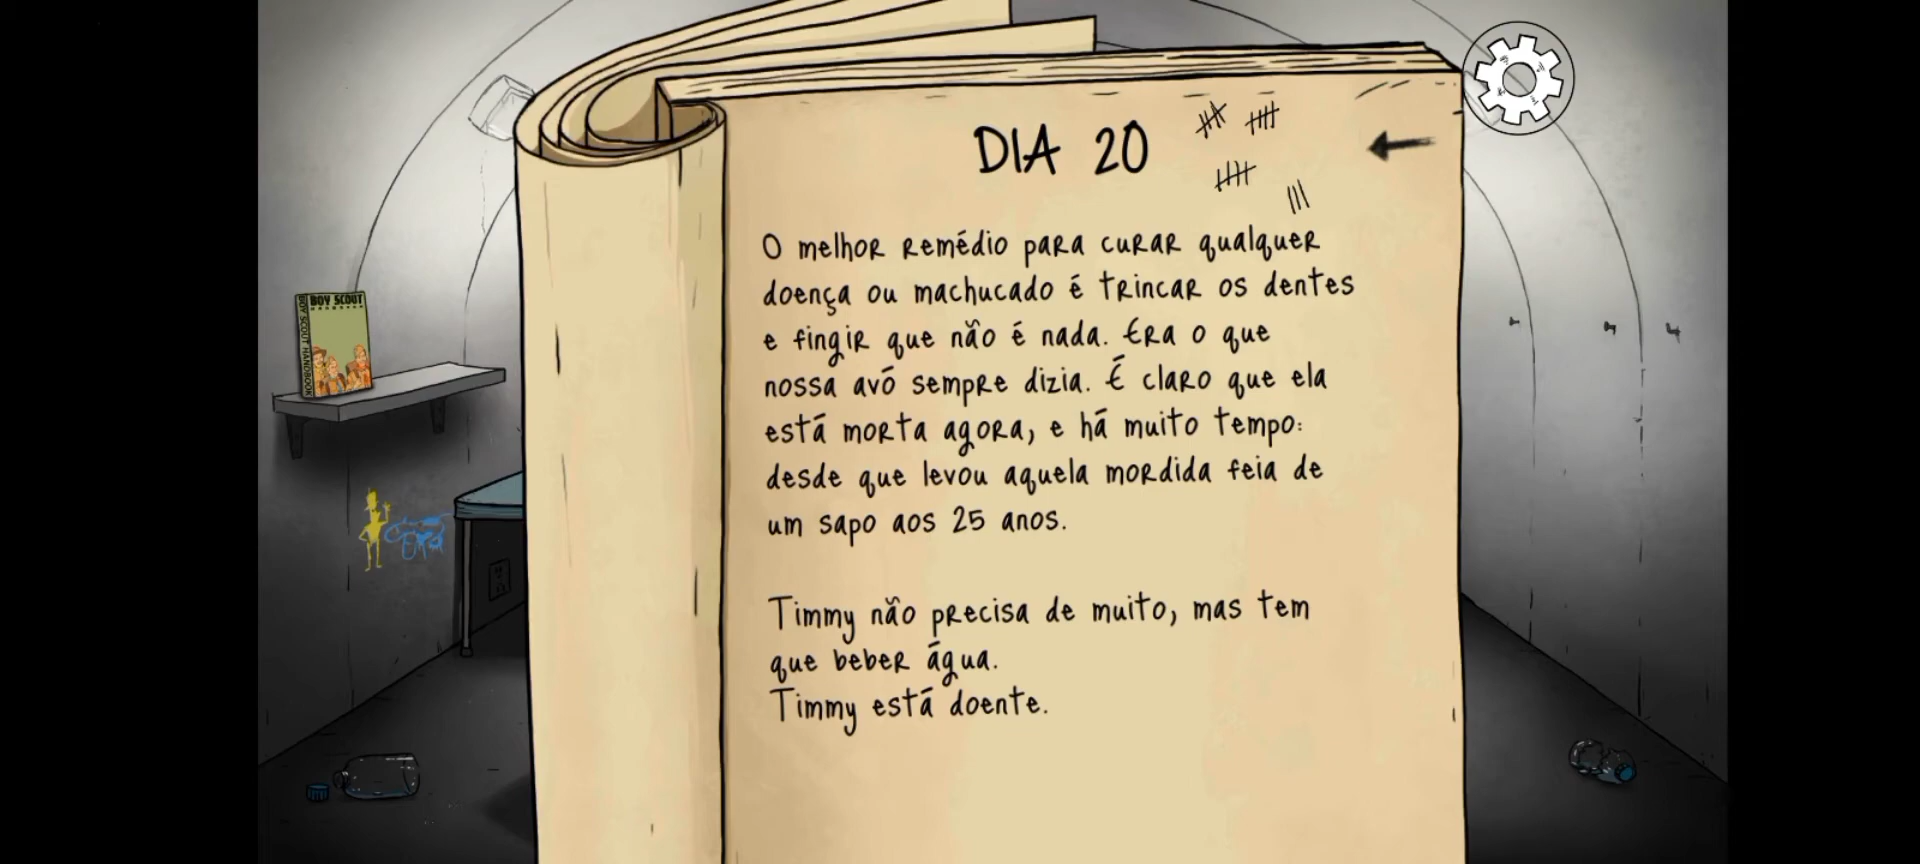 DIA 20
O melhor remédio para curar qualquer
doença ou machucado é trincar os dentes
e fingir que não é nada. Era o que
nossa avó sempre dizia. É claro que ela
está morta agora, e há muito tempo:
desde que levou aquela mordida feia de
um sapo aos 25 anos.
Timmy não precisa de muito, mas tem
que beber água.
Timmy está doente.
BOY SCOUT
HANDBOOK
BOY SCOUT HANDBOOK